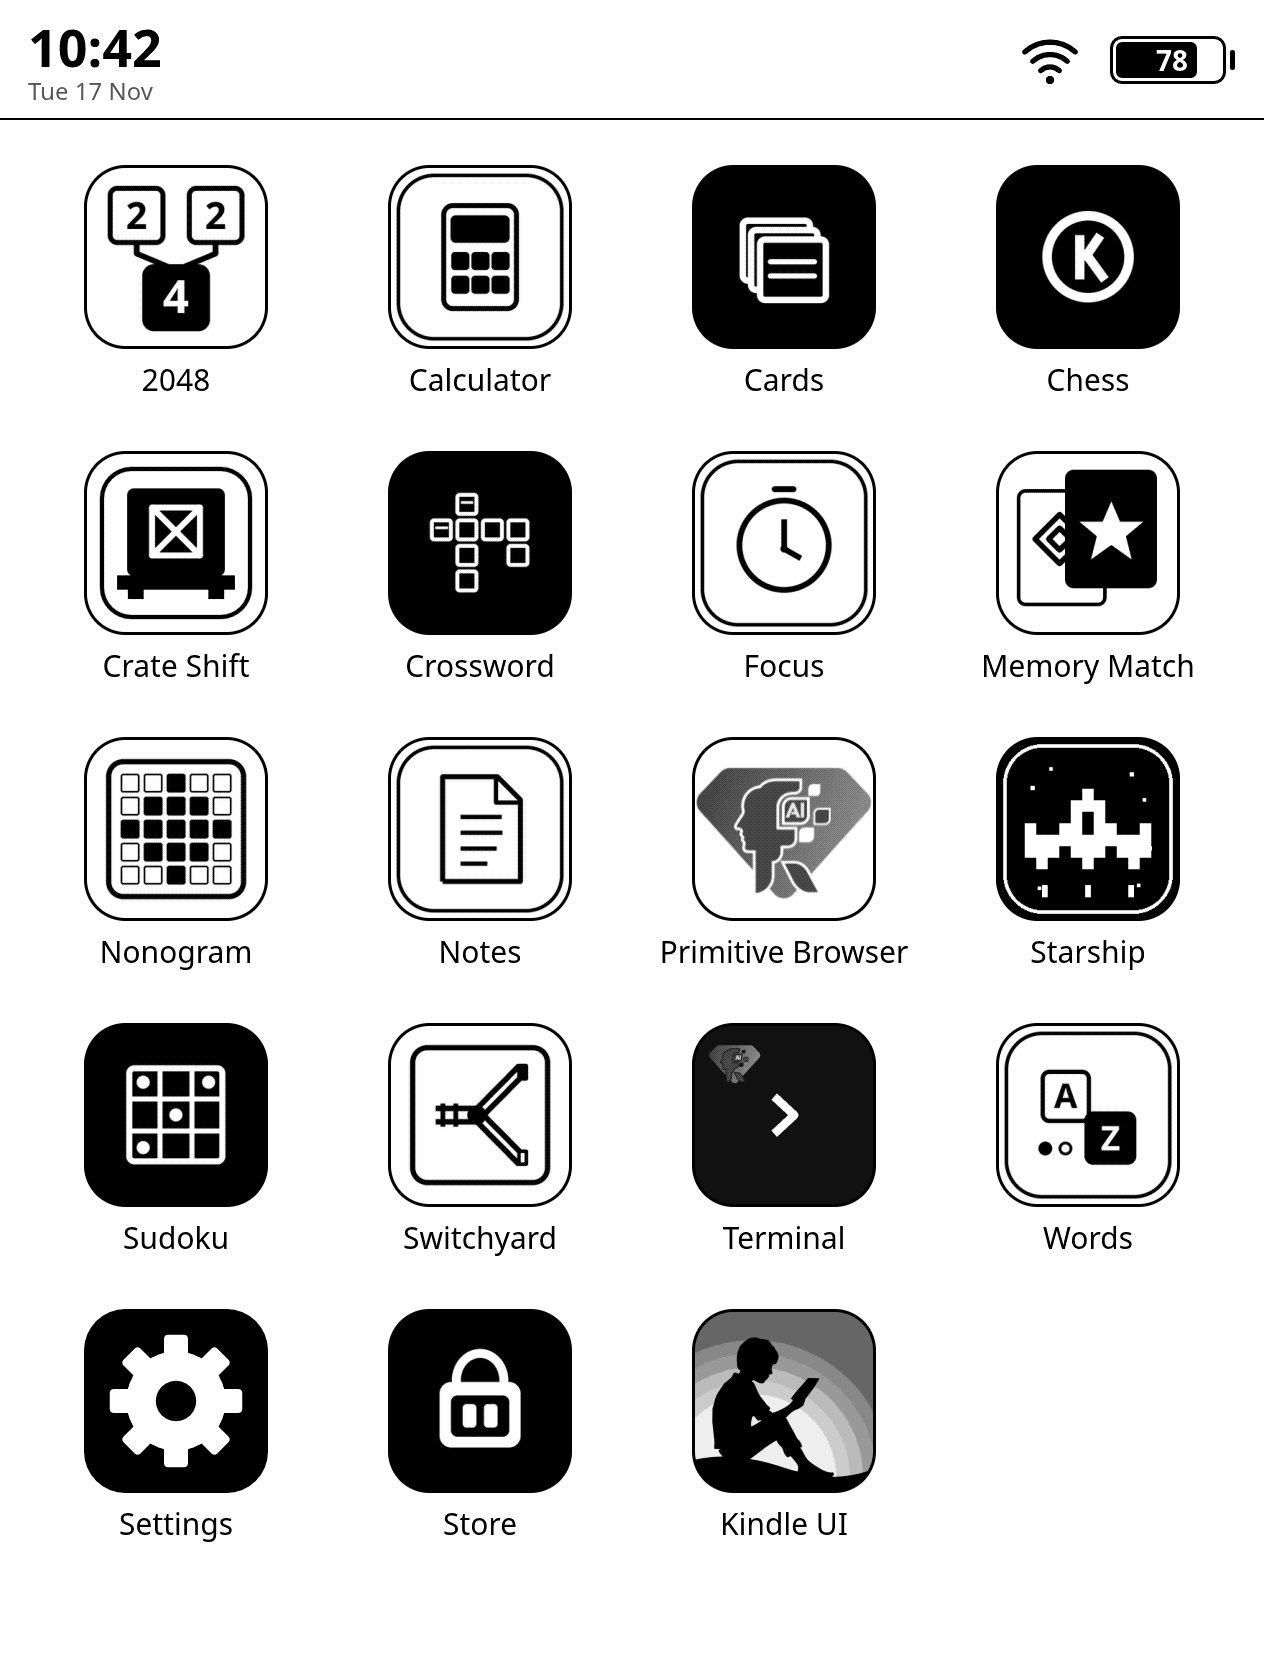 10:42
Tue 17 Nov
78
2 2
4
2048
Calculator
Cards
K
Chess
Crate Shift
Crossword
Focus
Memory Match
Nonogram
Notes
AI
Primitive Browser
Starship
Sudoku
Switchyard
AI
>
Terminal
A
Z
Words
Settings
Store
Kindle UI